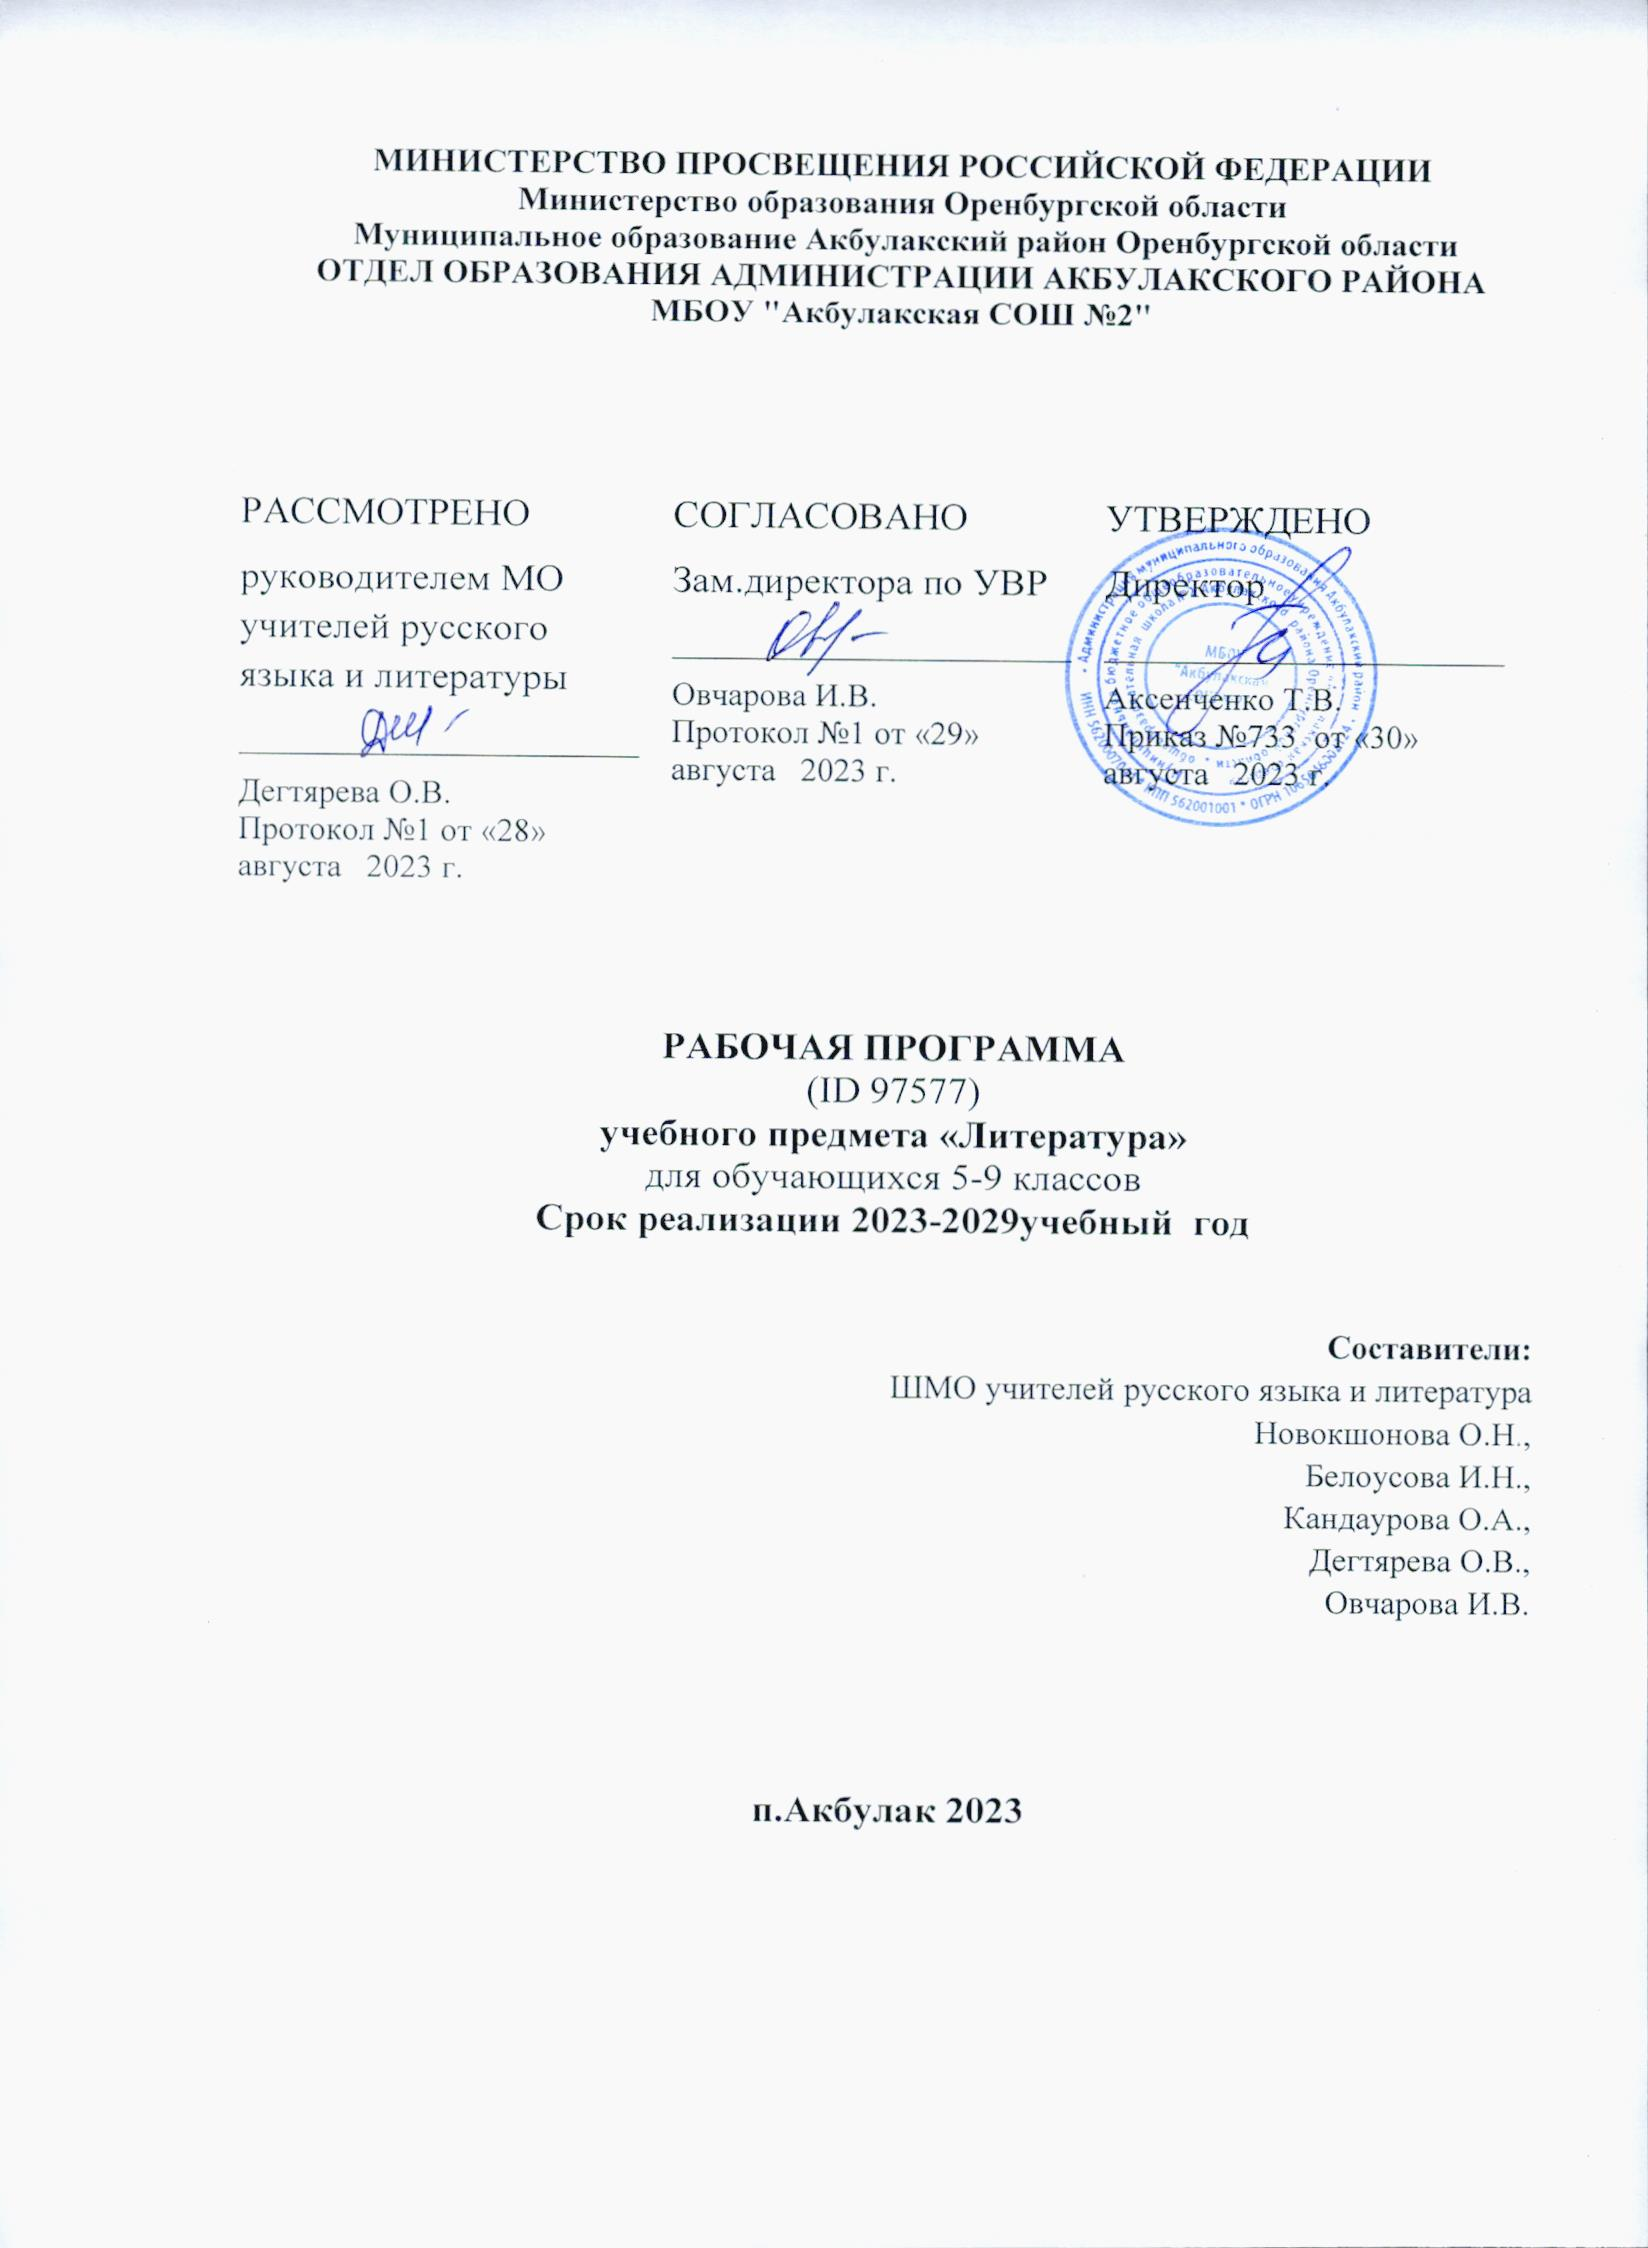 МИНИСТЕРСТВО ПРОСВЕЩЕНИЯ РОССИЙСКОЙ ФЕДЕРАЦИИ
Министерство образования Оренбургской области
Муниципальное образование Акбулакский район Оренбургской области
ОТДЕЛ ОБРАЗОВАНИЯ АДМИНИСТРАЦИИ АКБУЛАКСКОГО РАЙОНА
МБОУ "Акбулакская СОШ №2"
РАССМОТРЕНО
руководителем МО
учителей русского
языка и литературы
Дегтярева О.В.
Протокол №1 от «28»
августа 2023 г.
СОГЛАСОВАНО
Зам.директора по УВР
Овчарова И.В.
Протокол №1 от «29»
августа 2023 г.
УТВЕРЖДЕНО
Директор
Аксенченко Т.В.
Приказ №733 от «30»
августа 2023 г.
МБОУ
"Акбулакская
РАБОЧАЯ ПРОГРАММА
(ID 97577)
учебного предмета «Литература»
для обучающихся 5-9 классов
Срок реализации 2023-2029учебный год
Составители:
ШМО учителей русского языка и литература
Новокшонова О.Н.,
Белоусова И.Н.,
Кандаурова О.А.,
Дегтярева О.В.,
Овчарова И.В.
п.Акбулак 2023